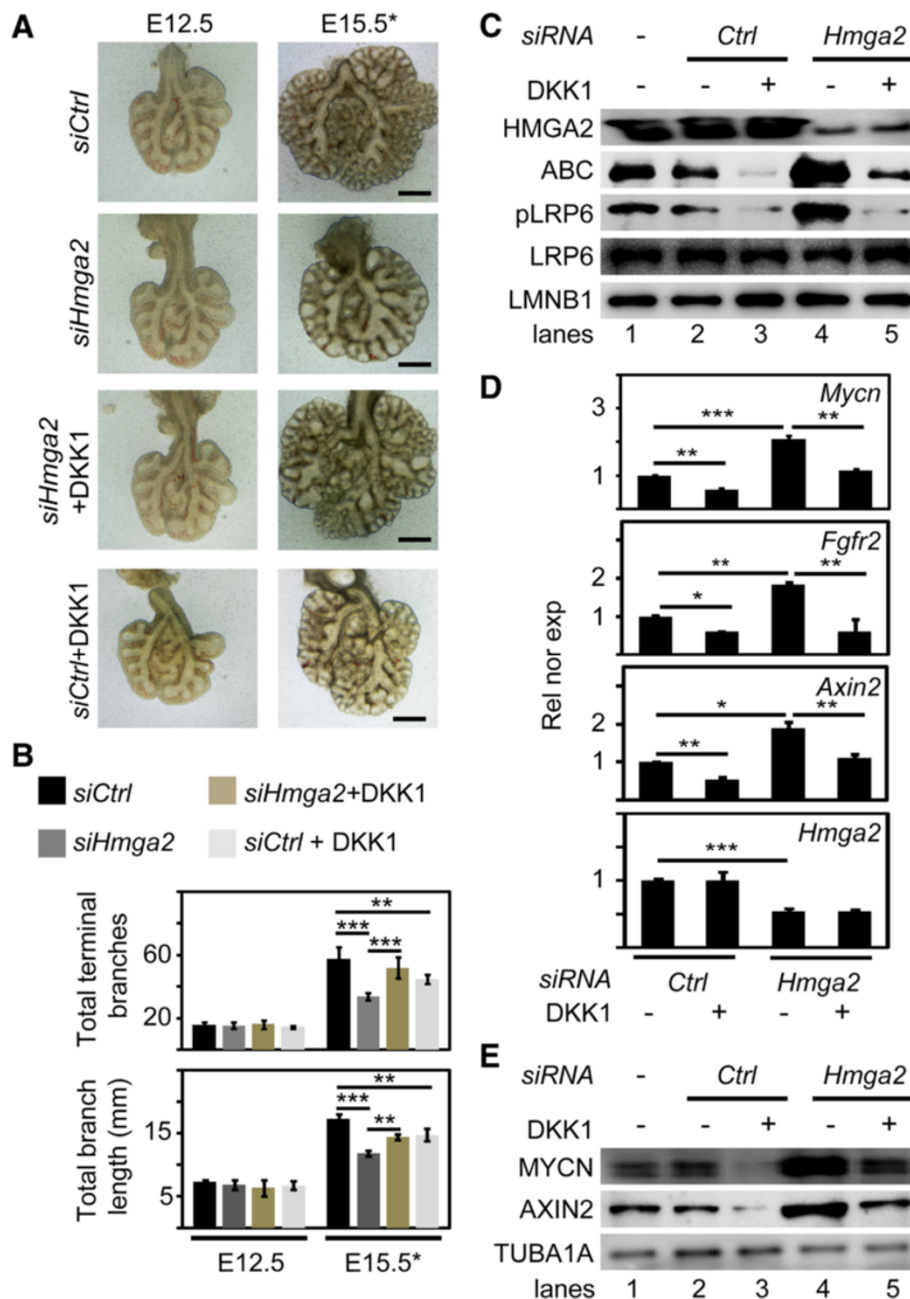 A
E12.5 E15.5*
siCtrl
siHmga2
siHmga2
+DKK1
siCtrl+DKK1
B
siCtrl siHmga2+DKK1
siHmga2 siCtrl + DKK1
Total terminal
branches
60
20
**
***
***
Total branch
length (mm)
15
5
**
***
**
E12.5 E15.5*
C
siRNA - Ctrl Hmga2
DKK1 - - + - +
HMGA2
ABC
pLRP6
LRP6
LMNB1
lanes 1 2 3 4 5
D
Rel nor exp
Mycn
3
1
***
**
**
Fgfr2
2
1
**
**
*
Axin2
2
1
*
**
**
Hmga2
1
***
siRNA Ctrl Hmga2
DKK1 - + - +
E
siRNA - Ctrl Hmga2
DKK1 - - + - +
MYCN
AXIN2
TUBA1A
lanes 1 2 3 4 5